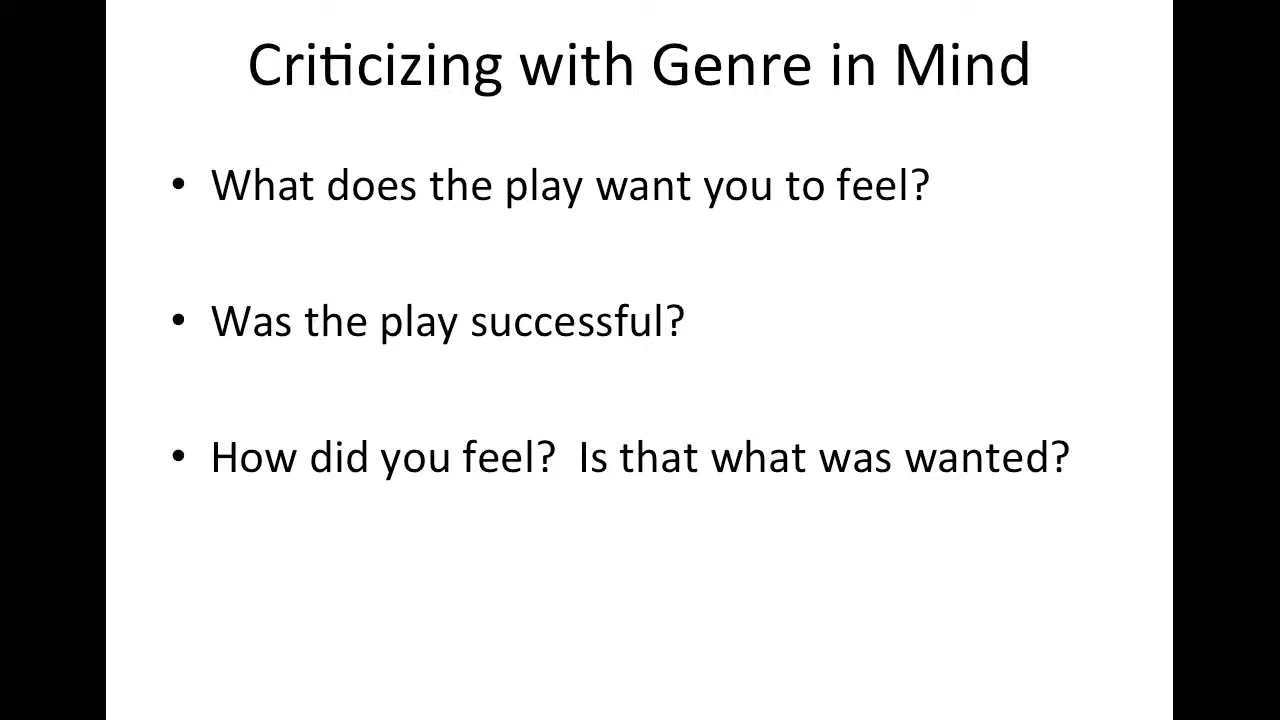 Criticizing with Genre in Mind
• What does the play want you to feel?
• Was the play successful?
• How did you feel?  Is that what was wanted?